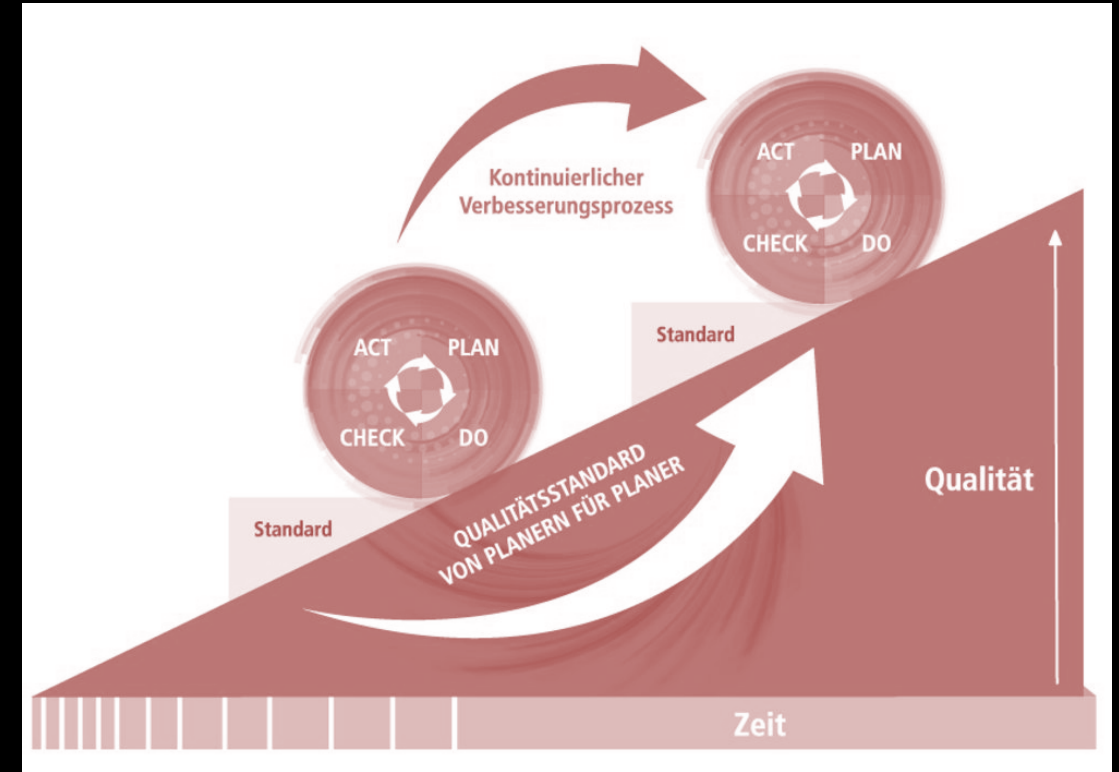 ACT PLAN
CHECK DO
Kontinuierlicher
Verbesserungsprozess
Standard
ACT PLAN
CHECK DO
Standard
QUALITÄTSSTANDARD
VON PLANERN FÜR PLANER
Qualität
Zeit